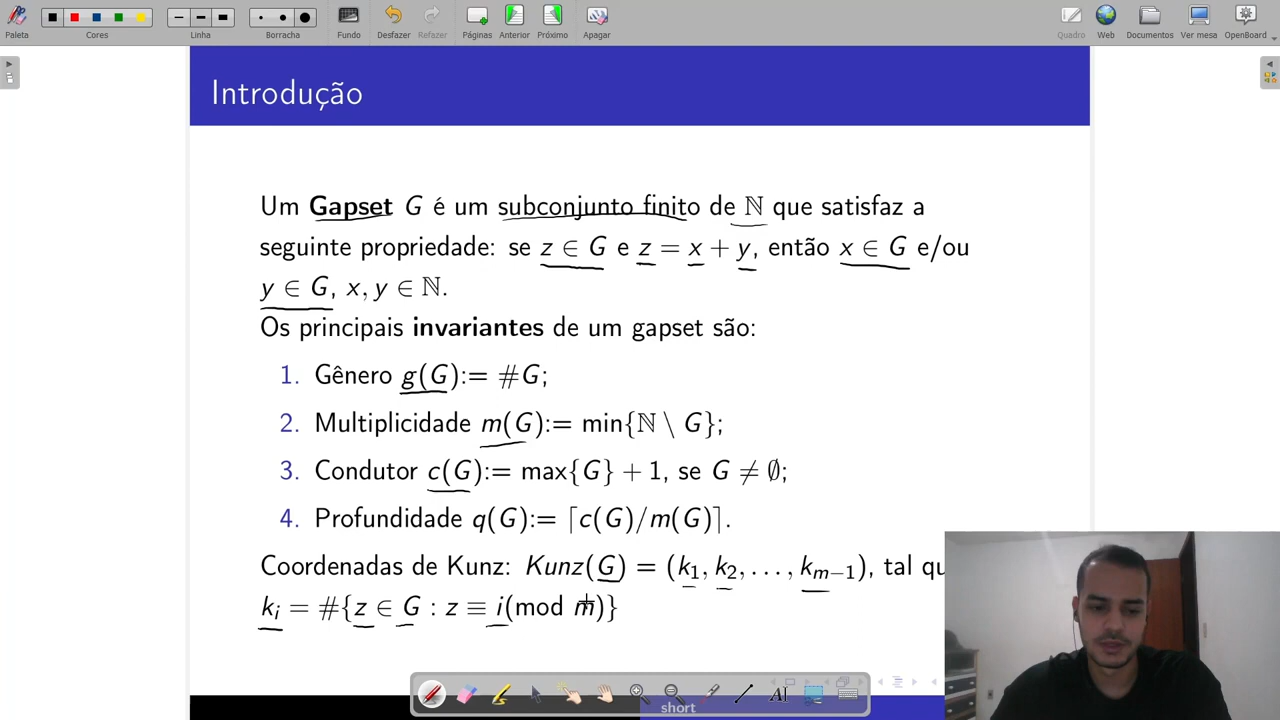 Paleta Cores Linha Borracha Fundo Desfazer Refazer Páginas Anterior Próximo Apagar Quadro Web Documentos Ver mesa OpenBoard
Introdução
Um Gapset G é um subconjunto finito de ℕ que satisfaz a
seguinte propriedade: se z ∈ G e z = x + y, então x ∈ G e/ou
y ∈ G, x, y ∈ ℕ.
Os principais invariantes de um gapset são:
1. Gênero g(G):= #G;
2. Multiplicidade m(G):= min{ℕ \ G};
3. Condutor c(G):= max{G} + 1, se G ≠ ∅;
4. Profundidade q(G):= ⌈c(G)/m(G)⌉.
Coordenadas de Kunz: Kunz(G) = (k₁, k₂, . . . , kₘ₋₁), tal qu
kᵢ = #{z ∈ G : z ≡ i(mod m)}
short